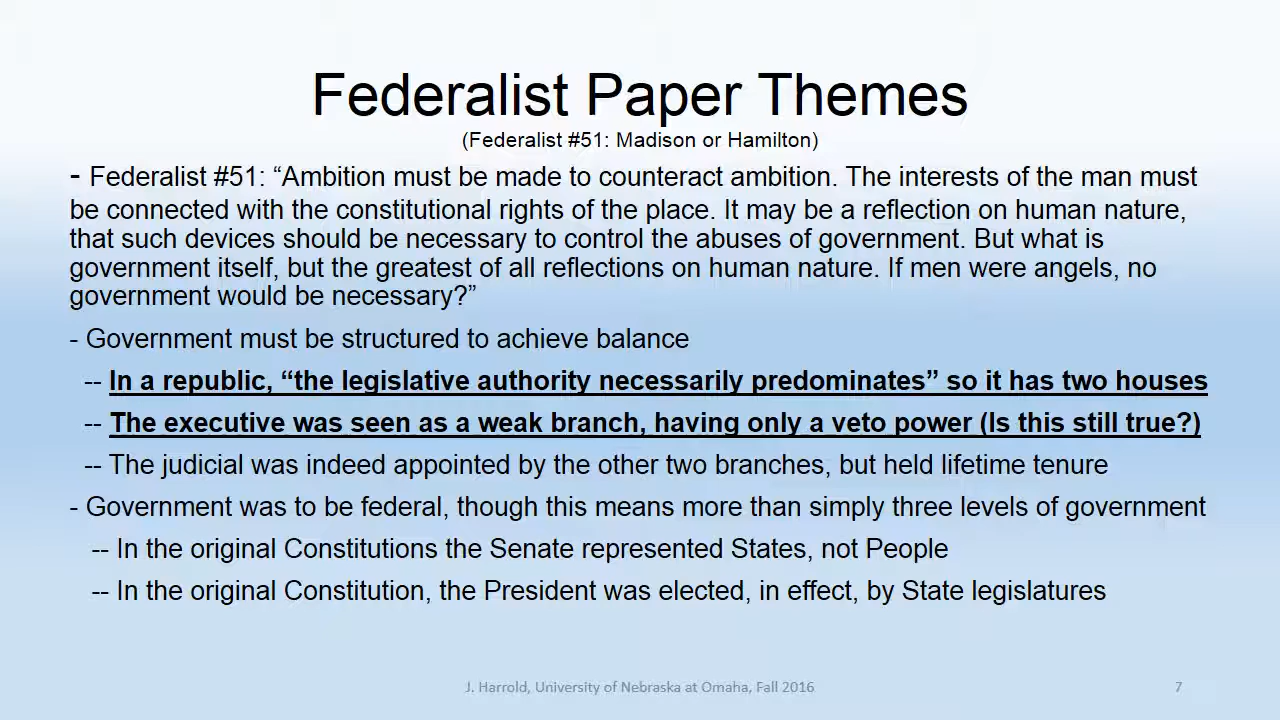 Federalist Paper Themes
(Federalist #51: Madison or Hamilton)
- Federalist #51: “Ambition must be made to counteract ambition. The interests of the man must
be connected with the constitutional rights of the place. It may be a reflection on human nature,
that such devices should be necessary to control the abuses of government. But what is
government itself, but the greatest of all reflections on human nature. If men were angels, no
government would be necessary?”
- Government must be structured to achieve balance
-- In a republic, “the legislative authority necessarily predominates” so it has two houses
-- The executive was seen as a weak branch, having only a veto power (Is this still true?)
-- The judicial was indeed appointed by the other two branches, but held lifetime tenure
- Government was to be federal, though this means more than simply three levels of government
-- In the original Constitutions the Senate represented States, not People
-- In the original Constitution, the President was elected, in effect, by State legislatures
J. Harrold, University of Nebraska at Omaha, Fall 2016
7